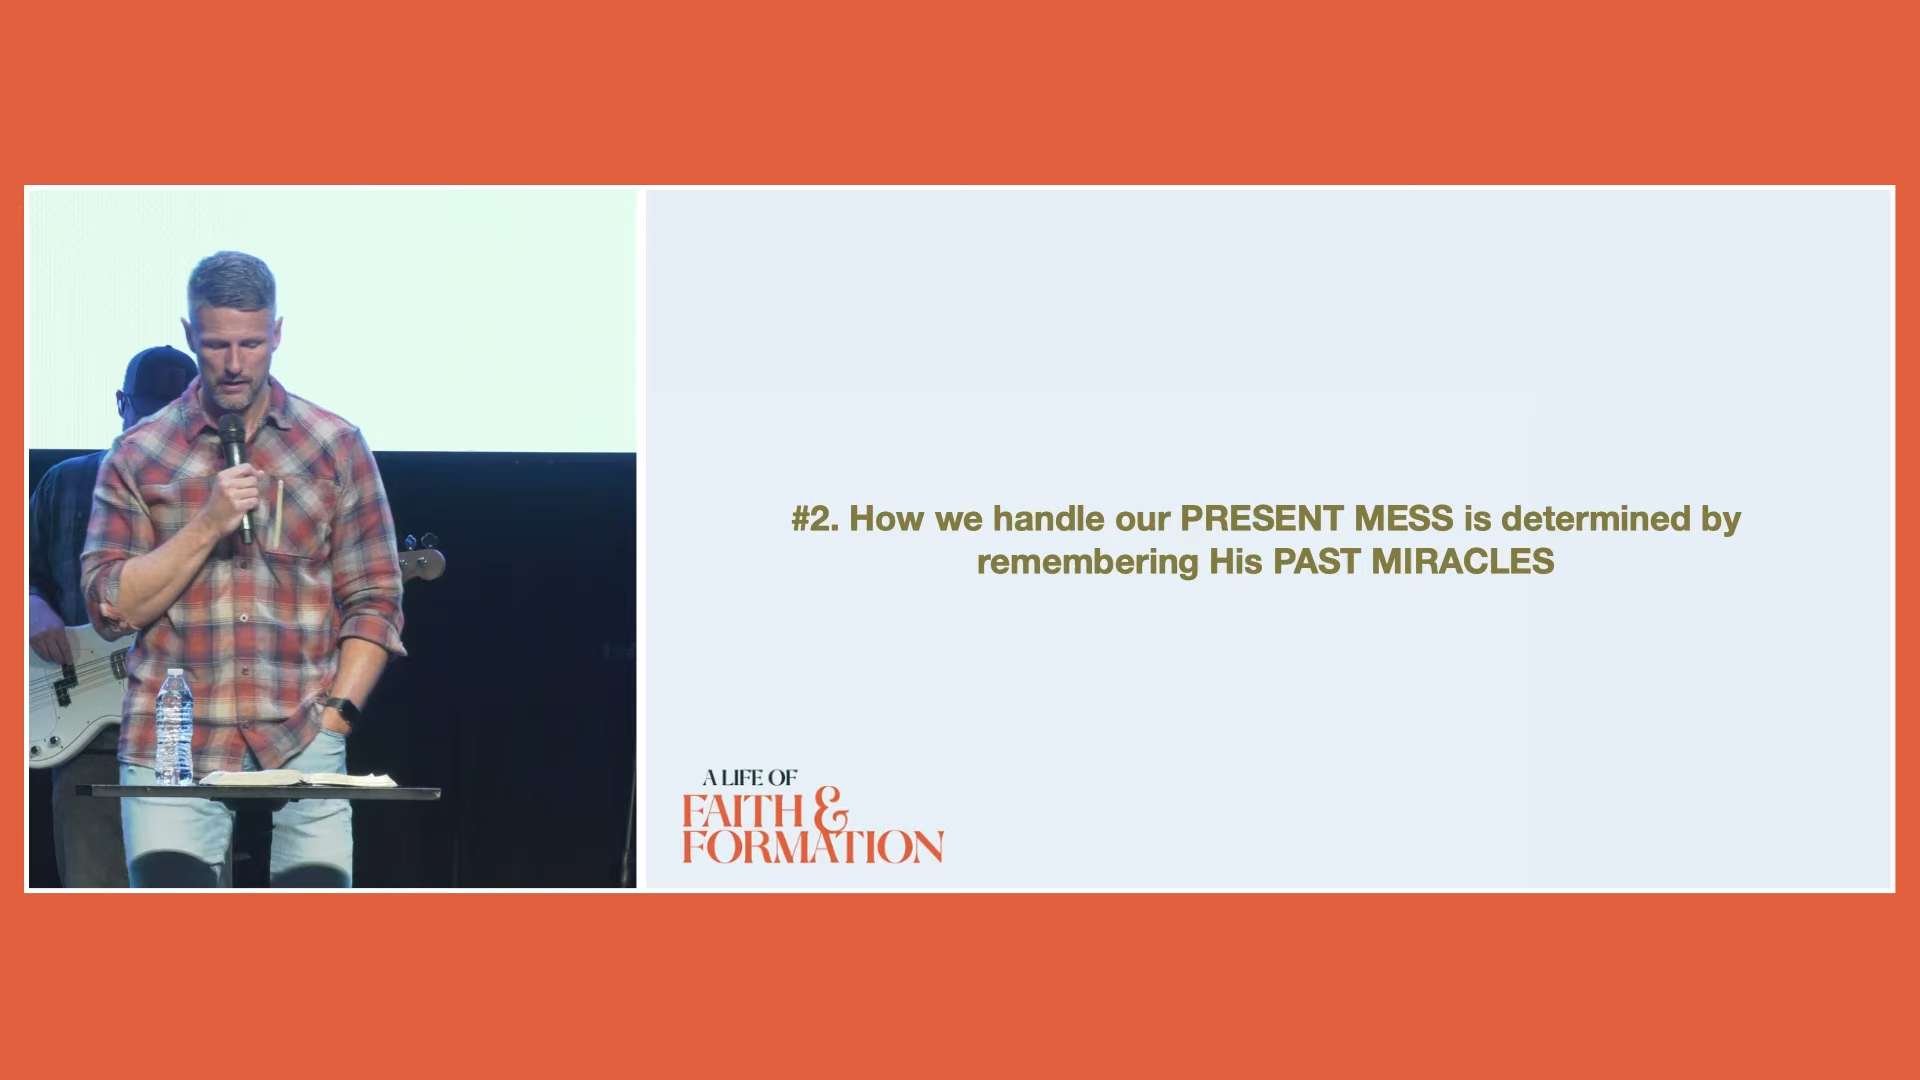 #2. How we handle our PRESENT MESS is determined by
remembering His PAST MIRACLES
A LIFE OF
FAITH &
FORMATION